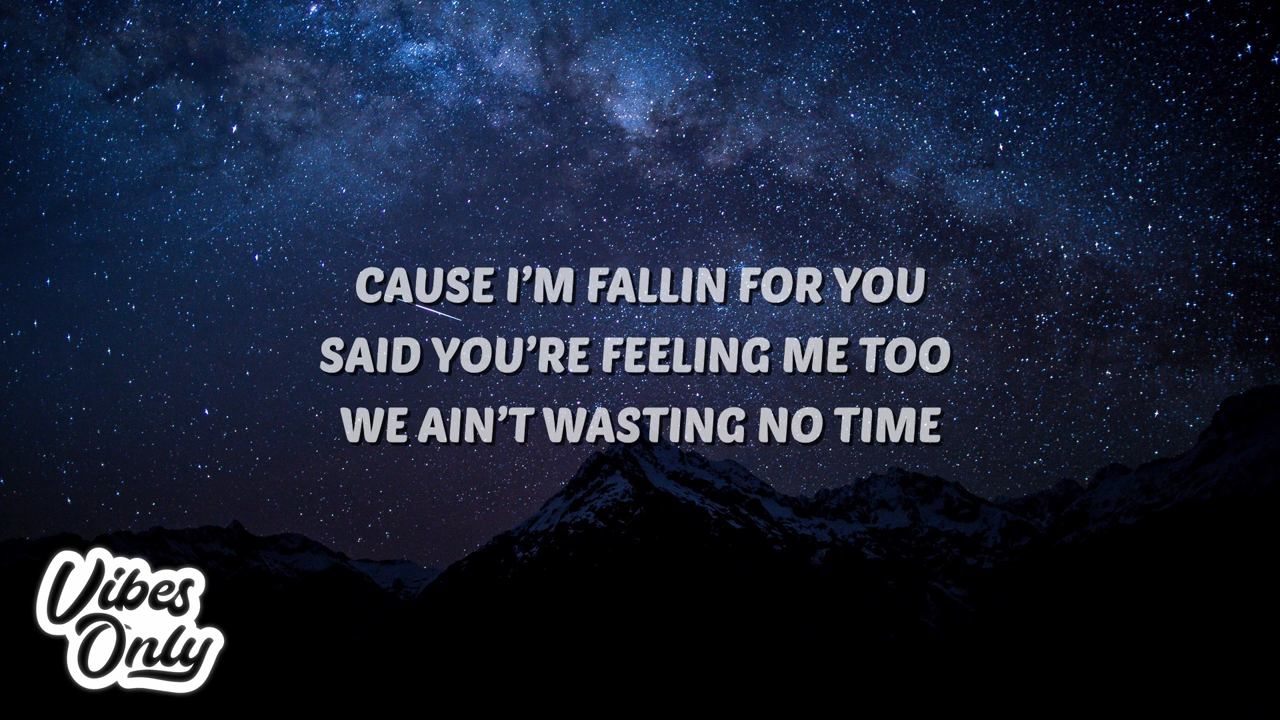 CAUSE I'M FALLIN FOR YOU
SAID YOU'RE FEELING ME TOO
WE AIN'T WASTING NO TIME
Vibes
Only